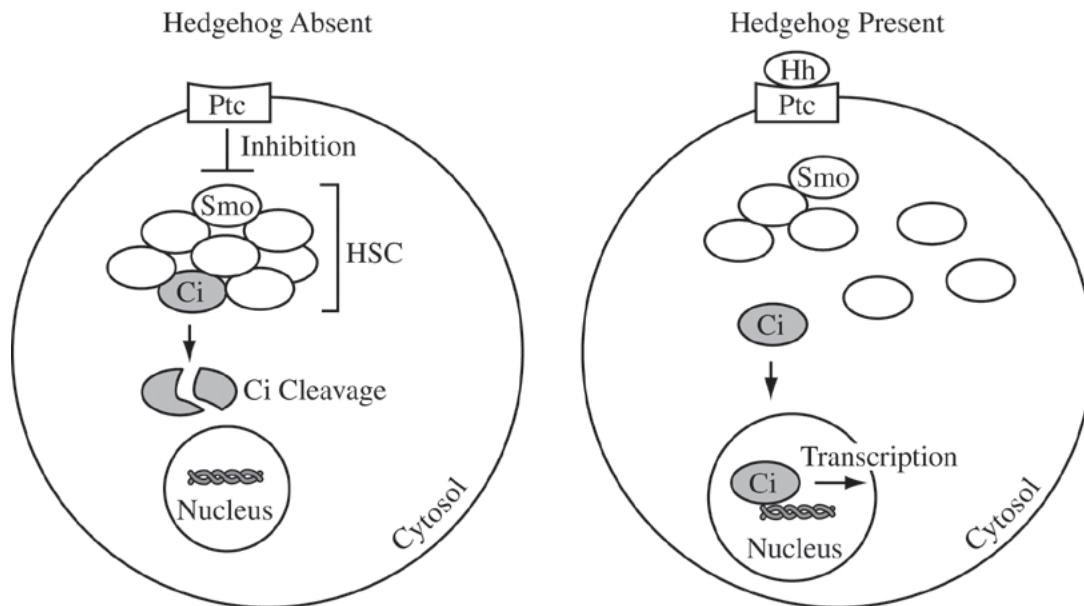 Hedgehog Absent
Ptc
Inhibition
Smo
HSC
Ci
Ci Cleavage
Nucleus
Cytosol
Hedgehog Present
Hh
Ptc
Smo
Ci
Transcription
Ci
Nucleus
Cytosol